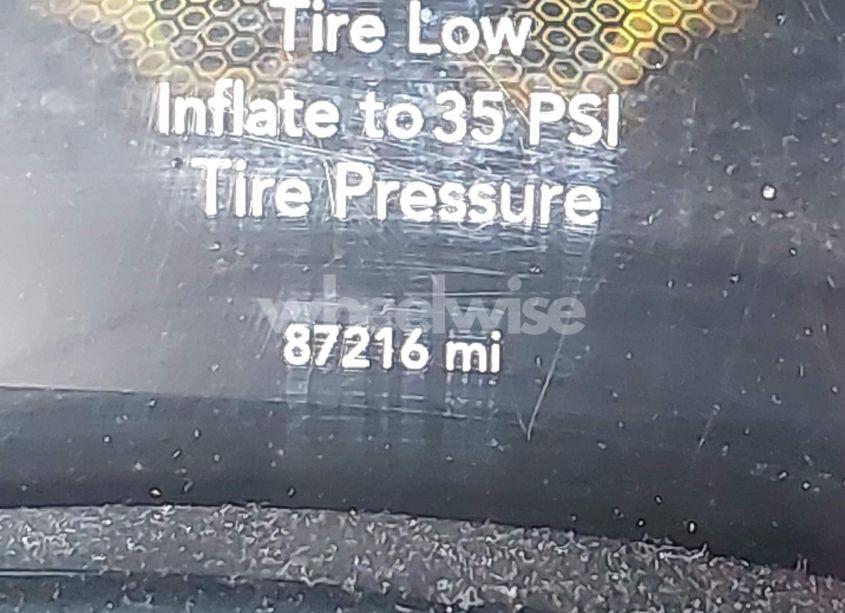 Tire Low
Inflate to 35 PSI
Tire Pressure
wheelwise
87216 mi